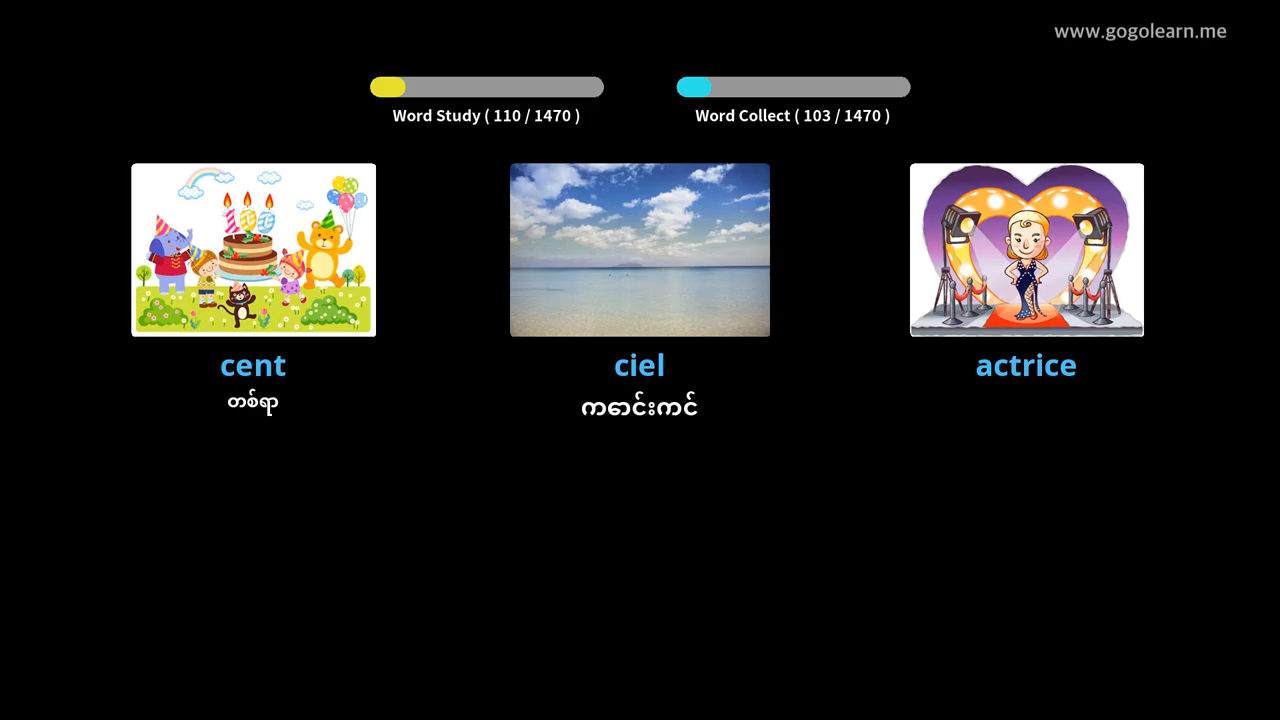 www.gogolearn.me
Word Study ( 110 / 1470 )
Word Collect ( 103 / 1470 )
100
cent
ciel
actrice
တစ်ရာ
ကောင်းကင်